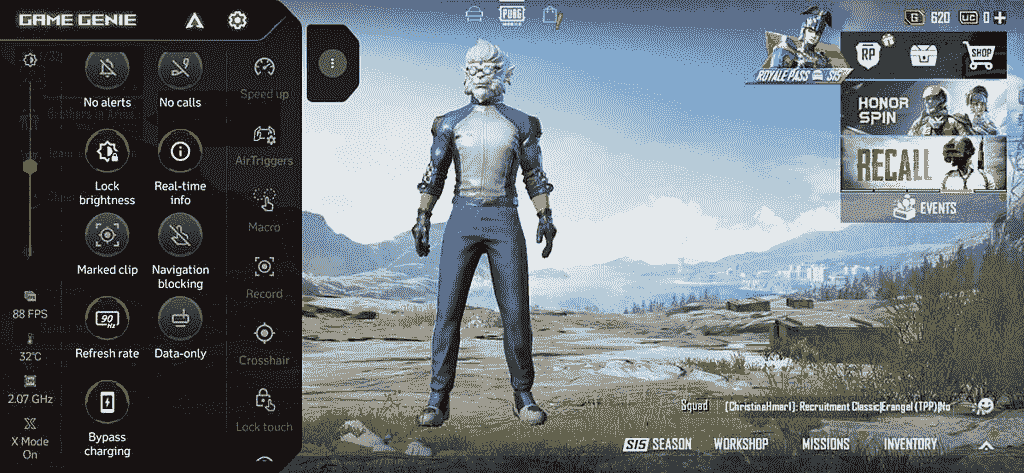 GAME GENIE
No alerts
No calls
Lock
brightness
Real-time
info
Marked clip
Navigation
blocking
90
Hz
Refresh rate
Data-only
Bypass
charging
88 FPS
32°C
2.07 GHz
X Mode
On
Speed up
AirTriggers
Macro
Record
Crosshair
Lock touch
PUBG
MOBILE
G 620
UC 0
ROYALE PASS S15
RP
SHOP
HONOR
SPIN
RECALL
EVENTS
Squad
[ChristinaHmar1]: Recruitment Classic|Erangel (TPP)|No
S15 SEASON
WORKSHOP
MISSIONS
INVENTORY